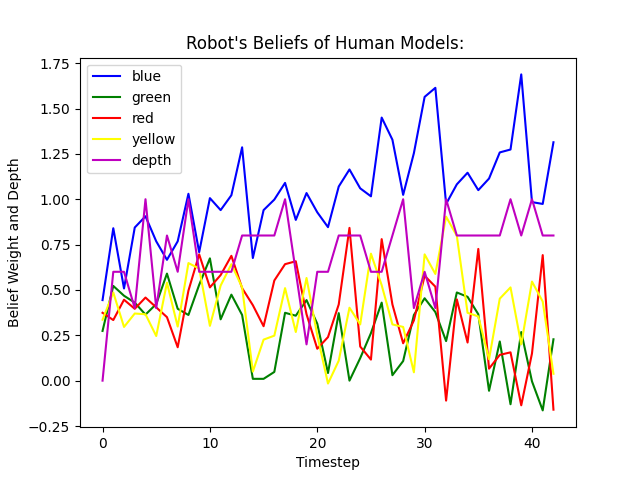 Robot's Beliefs of Human Models:
1.75
1.50
1.25
1.00
0.75
0.50
0.25
0.00
−0.25
Belief Weight and Depth
blue
green
red
yellow
depth
0
10
20
30
40
Timestep